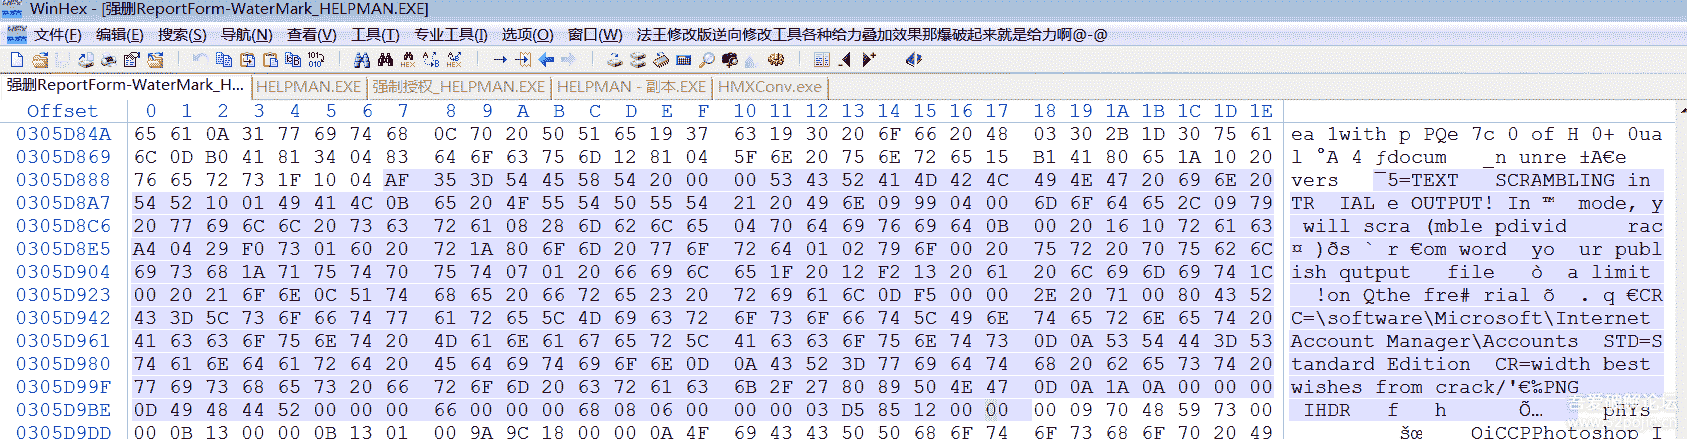 WinHex - [强删ReportForm-WaterMark_HELPMAN.EXE]
文件(F) 编辑(E) 搜索(S) 导航(N) 查看(V) 工具(T) 专业工具(I) 选项(O) 窗口(W) 法王修改版逆向修改工具各种给力叠加效果那爆破起来就是给力啊@-@
强删ReportForm-WaterMark_H... HELPMAN.EXE 强制授权_HELPMAN.EXE HELPMAN - 副本.EXE HMXConv.exe
Offset 0 1 2 3 4 5 6 7 8 9 A B C D E F 10 11 12 13 14 15 16 17 18 19 1A 1B 1C 1D 1E
0305D84A 65 61 0A 31 77 69 74 68 0C 70 20 50 51 65 19 37 63 19 30 20 6F 66 20 48 03 30 2B 1D 30 75 61 ea 1with p PQe 7c 0 of H 0+ 0ua
0305D869 6C 0D B0 41 81 34 04 83 64 6F 63 75 6D 12 81 04 5F 6E 20 75 6E 72 65 15 B1 41 80 65 1A 10 20 l °A 4 ƒdocum _n unre ±A€e
0305D888 76 65 72 73 1F 10 04 AF 35 3D 54 45 58 54 20 00 00 00 53 43 52 41 4D 42 4C 49 4E 47 20 69 6E 20 vers ¯5=TEXT SCRAMBLING in
0305D8A7 54 52 10 01 49 41 4C 0B 65 20 4F 55 54 50 55 54 21 20 49 6E 09 99 04 00 6D 6F 64 65 2C 09 79 TR IAL e OUTPUT! In ™ mode, y
0305D8C6 20 77 69 6C 6C 20 73 63 72 61 08 28 6D 62 6C 65 04 70 64 69 76 69 64 0B 00 20 16 10 72 61 63 will scra (mble pdivid rac
0305D8E5 A4 04 29 F0 73 01 60 20 72 1A 80 6F 6D 20 77 6F 72 64 01 02 79 6F 00 20 75 72 20 70 75 62 6C ¤ )ðs ` r €om word yo ur publ
0305D904 69 73 68 1A 71 75 74 70 75 74 07 01 20 66 69 6C 65 1F 20 12 F2 13 20 61 20 6C 69 6D 69 74 1C ish qutput file ò a limit
0305D923 00 20 21 6F 6E 0C 51 74 68 65 20 66 72 65 23 20 72 69 61 6C 0D F5 00 00 2E 20 71 00 80 43 52 !on Qthe fre# rial õ . q €CR
0305D942 43 3D 5C 73 6F 66 74 77 61 72 65 5C 4D 69 63 72 6F 73 6F 66 74 5C 49 6E 74 65 72 6E 65 74 20 C=\software\Microsoft\Internet
0305D961 41 63 63 6F 75 6E 74 20 4D 61 6E 61 67 65 72 5C 41 63 63 6F 75 6E 74 73 0D 0A 53 54 44 3D 53 Account Manager\Accounts STD=S
0305D980 74 61 6E 64 61 72 64 20 45 64 69 74 69 6F 6E 0D 0A 43 52 3D 77 69 64 74 68 20 62 65 73 74 20 tandard Edition CR=width best
0305D99F 77 69 73 68 65 73 20 66 72 6F 6D 20 63 72 61 63 6B 2F 27 80 89 50 4E 47 0D 0A 1A 0A 00 00 00 wishes from crack/'€‰PNG
0305D9BE 0D 49 48 44 52 00 00 00 66 00 00 00 68 08 06 00 00 00 03 D5 85 12 00 00 00 09 70 48 59 73 00 IHDR f h Õ… pHYs
0305D9DD 00 0B 13 00 00 0B 13 01 00 9A 9C 18 00 00 0A 4F 69 43 43 50 50 68 6F 74 6F 73 68 6F 70 20 49 šœ OiCCPPhotoshop I
吾爱破解论坛